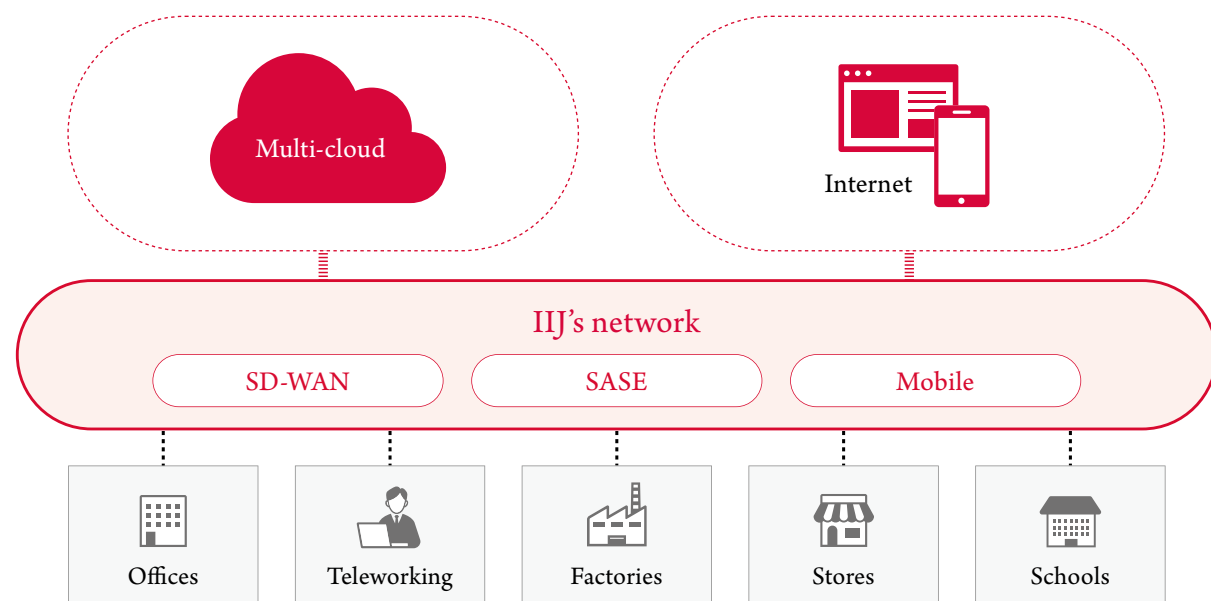 Multi-cloud
Internet
IIJ’s network
SD-WAN
SASE
Mobile
Offices
Teleworking
Factories
Stores
Schools